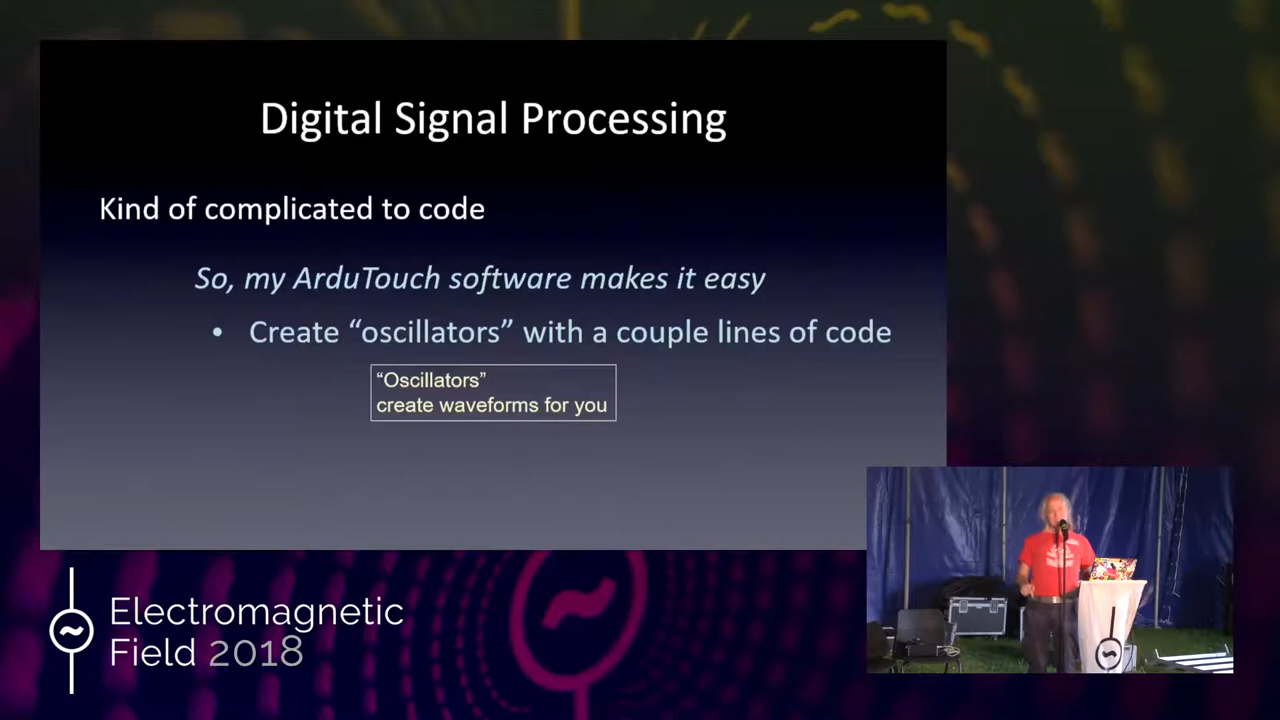 Digital Signal Processing
Kind of complicated to code
So, my ArduTouch software makes it easy
• Create “oscillators” with a couple lines of code
“Oscillators”
create waveforms for you
Electromagnetic
Field 2018